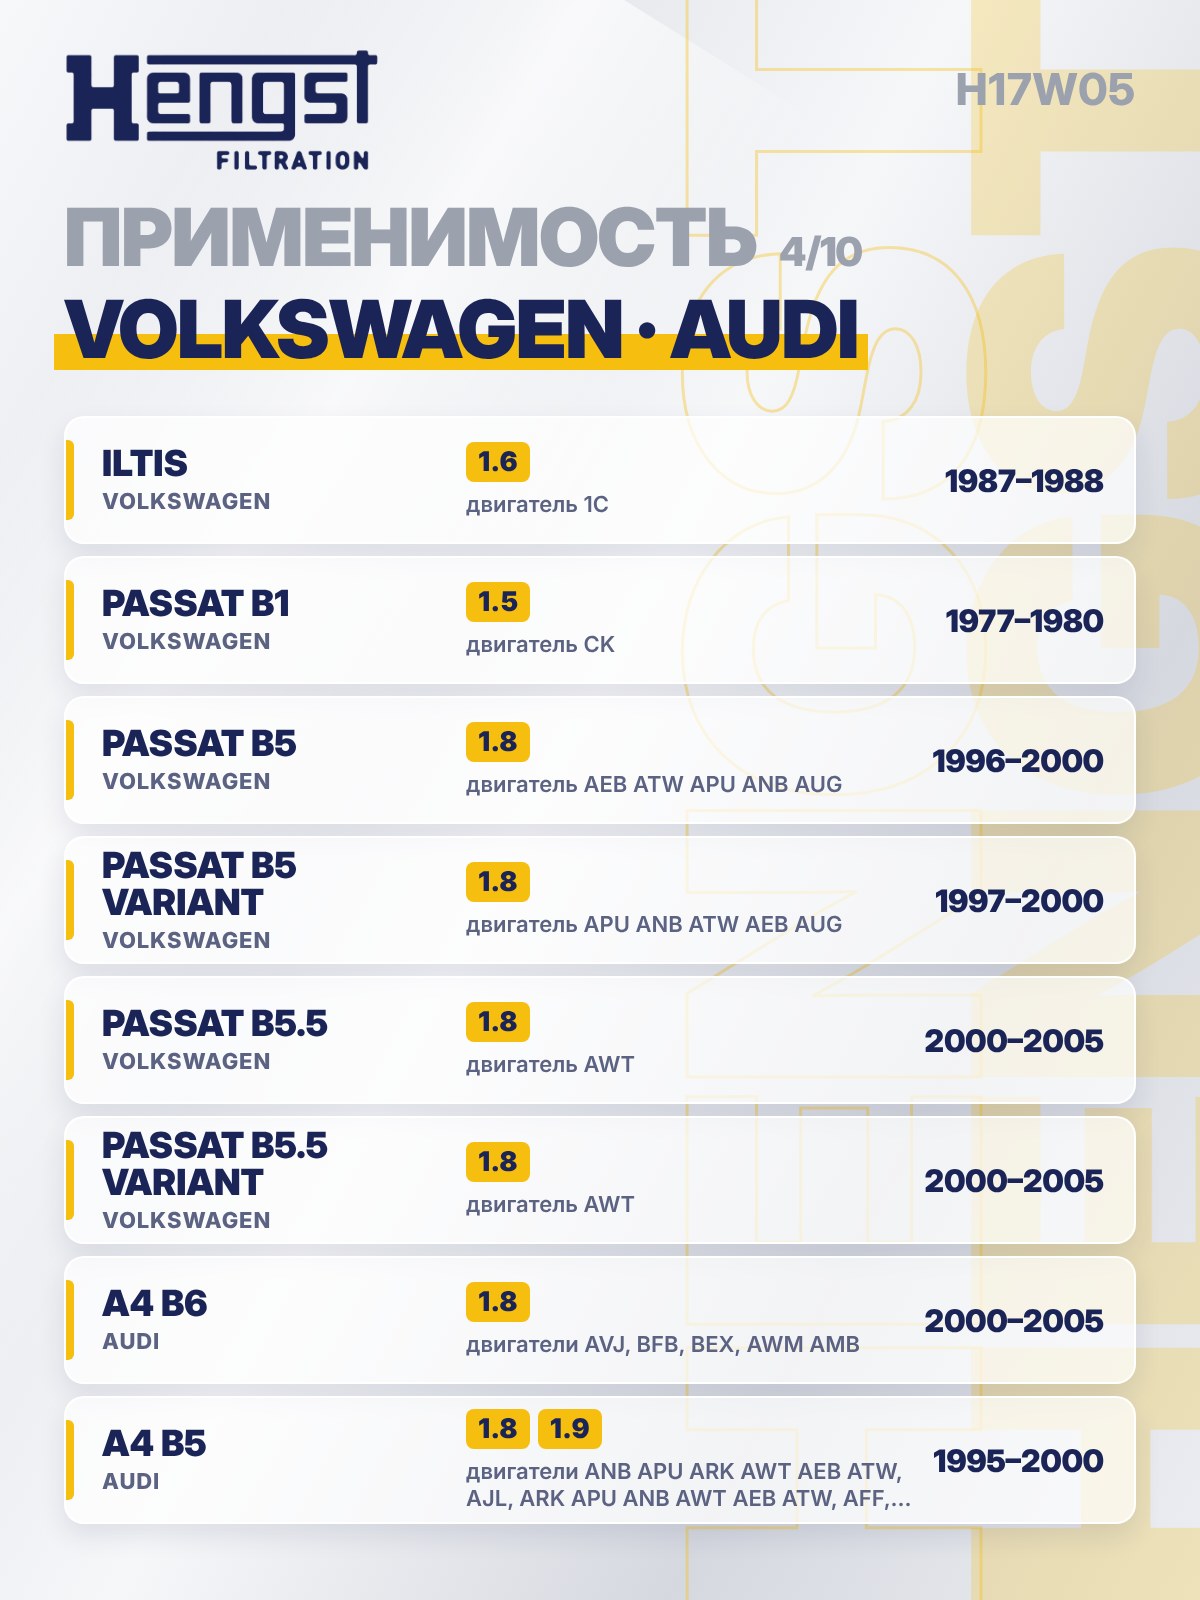 Hengst
FILTRATION
H17W05
ПРИМЕНИМОСТЬ 4/10
VOLKSWAGEN · AUDI
ILTIS
VOLKSWAGEN
1.6
двигатель 1C
1987–1988
PASSAT B1
VOLKSWAGEN
1.5
двигатель CK
1977–1980
PASSAT B5
VOLKSWAGEN
1.8
двигатель AEB ATW APU ANB AUG
1996–2000
PASSAT B5
VARIANT
VOLKSWAGEN
1.8
двигатель APU ANB ATW AEB AUG
1997–2000
PASSAT B5.5
VOLKSWAGEN
1.8
двигатель AWT
2000–2005
PASSAT B5.5
VARIANT
VOLKSWAGEN
1.8
двигатель AWT
2000–2005
A4 B6
AUDI
1.8
двигатели AVJ, BFB, BEX, AWM AMB
2000–2005
A4 B5
AUDI
1.8 1.9
двигатели ANB APU ARK AWT AEB ATW,
AJL, ARK APU ANB AWT AEB ATW, AFF,...
1995–2000
HENGST
HENGST